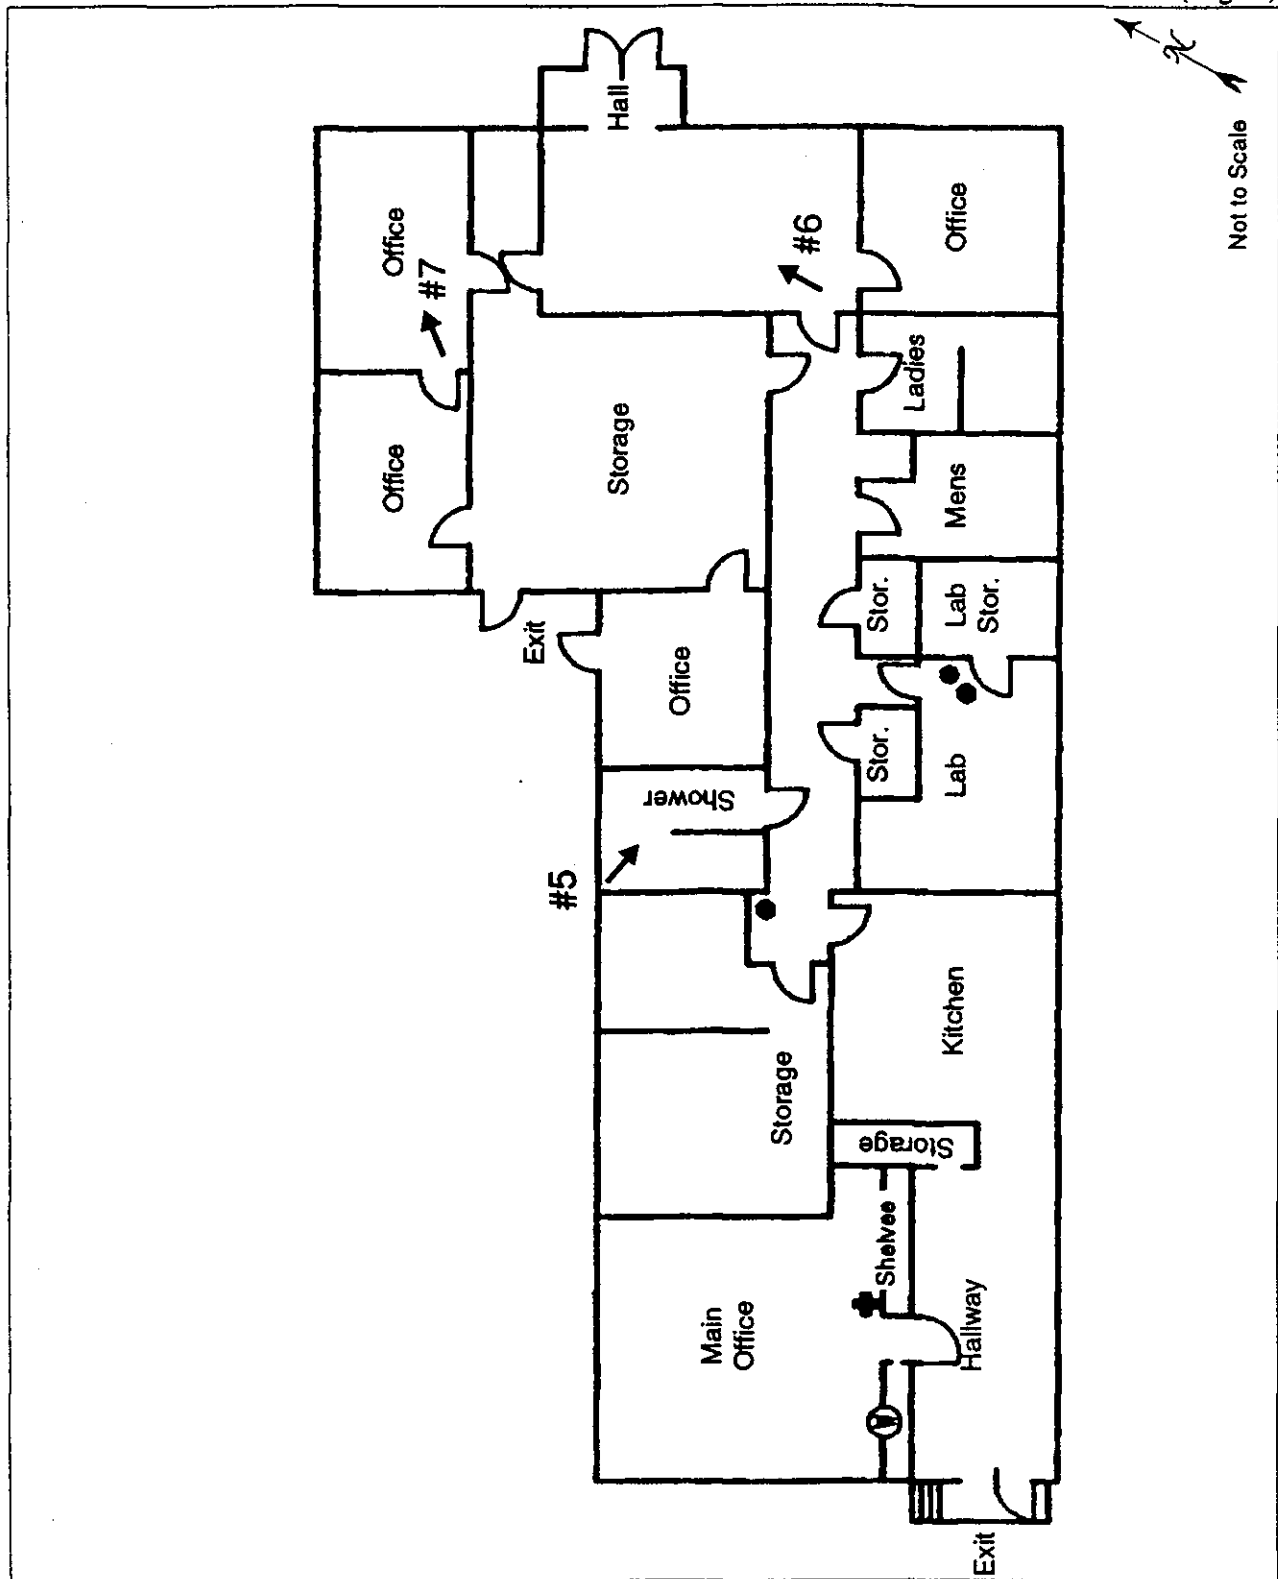 Hall
Office
#7
Office
#6
Office
Storage
Ladies
Mens
Exit
Office
Stor.
Lab
Stor.
Shower
Stor.
Lab
#5
Storage
Kitchen
Storage
Shelvee
Main
Office
Hallway
Exit
N
Not to Scale